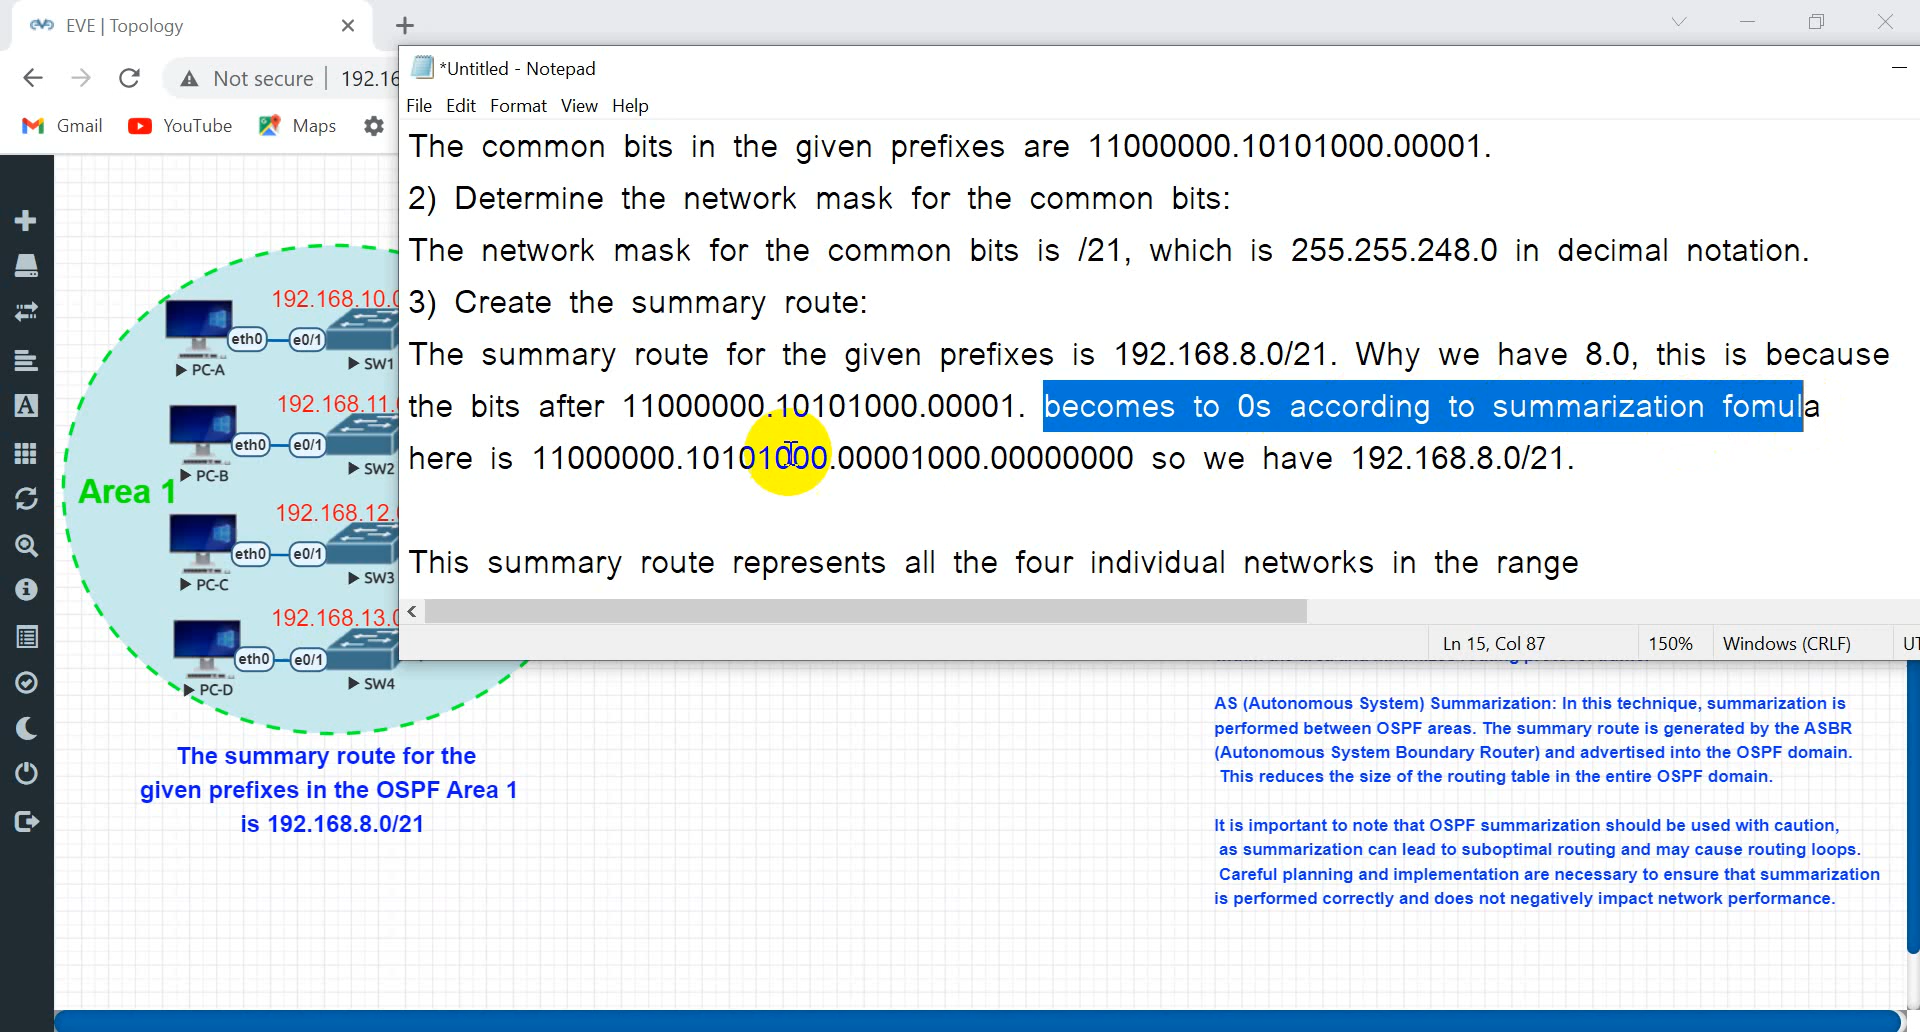 EVE | Topology
Not secure
192.16
*Untitled - Notepad
File Edit Format View Help
Gmail YouTube Maps
The common bits in the given prefixes are 11000000.10101000.00001.
2) Determine the network mask for the common bits:
The network mask for the common bits is /21, which is 255.255.248.0 in decimal notation.
3) Create the summary route:
The summary route for the given prefixes is 192.168.8.0/21. Why we have 8.0, this is because
the bits after 11000000.10101000.00001. becomes to 0s according to summarization fomula
here is 11000000.10101000.00001000.00000000 so we have 192.168.8.0/21.
This summary route represents all the four individual networks in the range
Ln 15, Col 87
150%
Windows (CRLF)
UT
192.168.10.0
eth0 e0/1
PC-A SW1
192.168.11.
eth0 e0/1
PC-B SW2
Area 1
192.168.12.
eth0 e0/1
PC-C SW3
192.168.13.0
eth0 e0/1
PC-D SW4
The summary route for the
given prefixes in the OSPF Area 1
is 192.168.8.0/21
AS (Autonomous System) Summarization: In this technique, summarization is
performed between OSPF areas. The summary route is generated by the ASBR
(Autonomous System Boundary Router) and advertised into the OSPF domain.
This reduces the size of the routing table in the entire OSPF domain.
It is important to note that OSPF summarization should be used with caution,
as summarization can lead to suboptimal routing and may cause routing loops.
Careful planning and implementation are necessary to ensure that summarization
is performed correctly and does not negatively impact network performance.